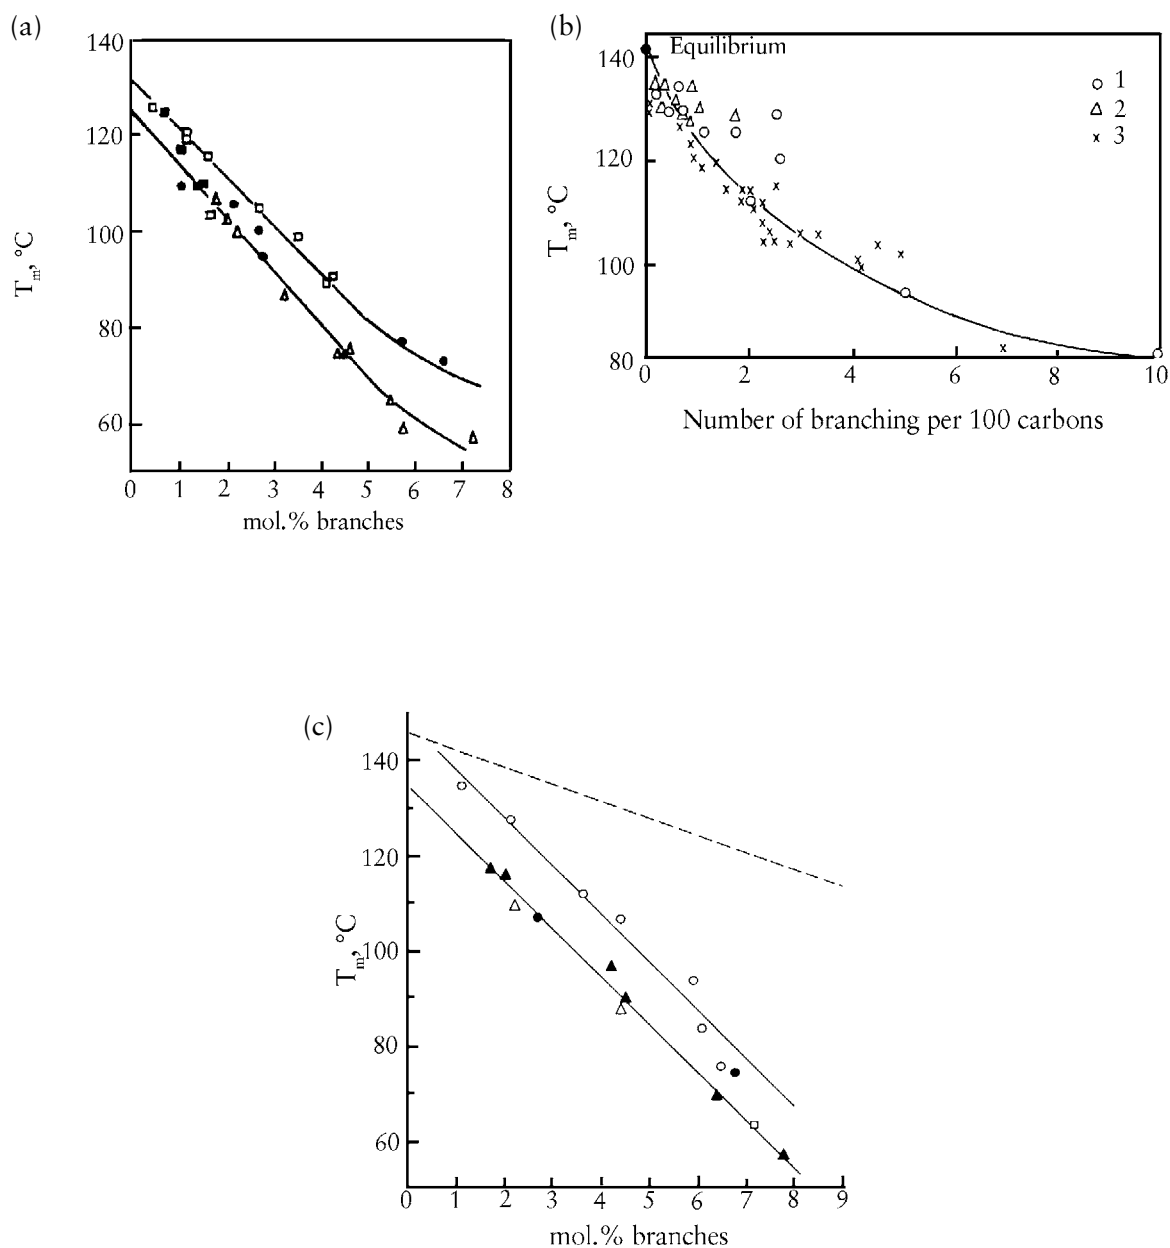 (a)
140
120
100
80
60
T_m, °C
0 1 2 3 4 5 6 7 8
mol.% branches
(b)
Equilibrium
140
120
100
80
T_m, °C
1
2
3
0 2 4 6 8 10
Number of branching per 100 carbons
(c)
140
120
100
80
60
T_m, °C
0 1 2 3 4 5 6 7 8 9
mol.% branches